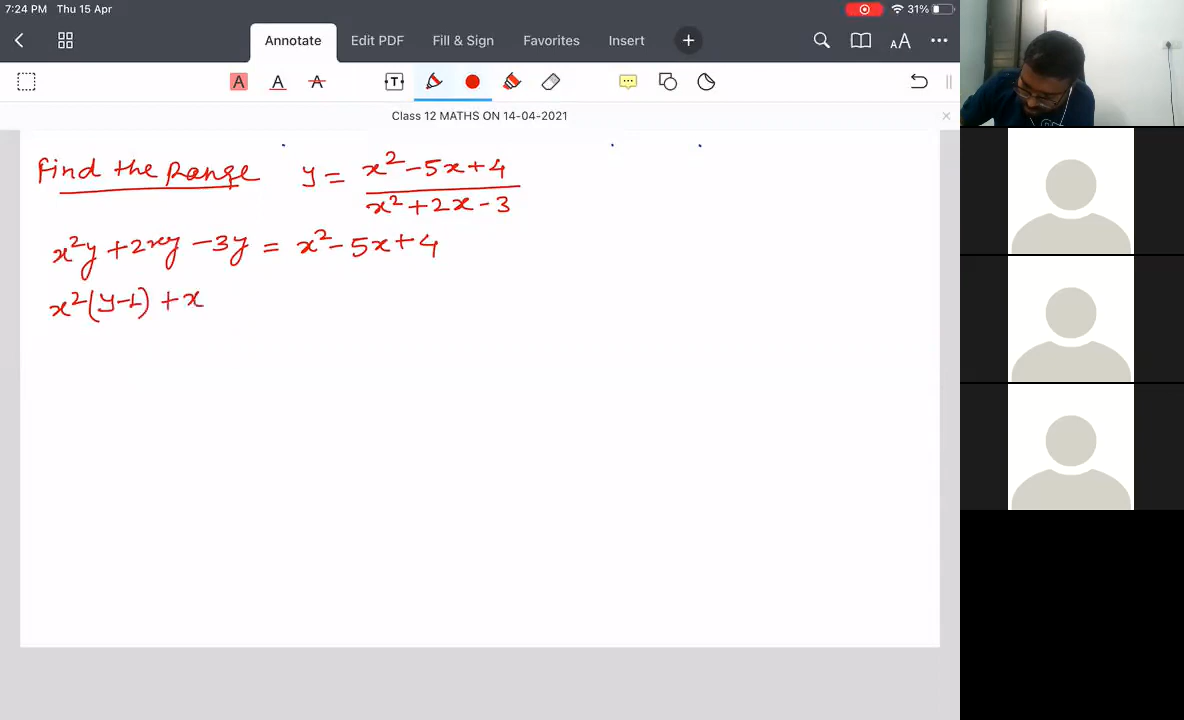 7:24 PM Thu 15 Apr
31%
Annotate Edit PDF Fill & Sign Favorites Insert
A A A T AA
Class 12 MATHS ON 14-04-2021
Find the Range y = x²-5x+4 / x²+2x-3
x²y+2xy-3y = x²-5x+4
x²(y-1)+x